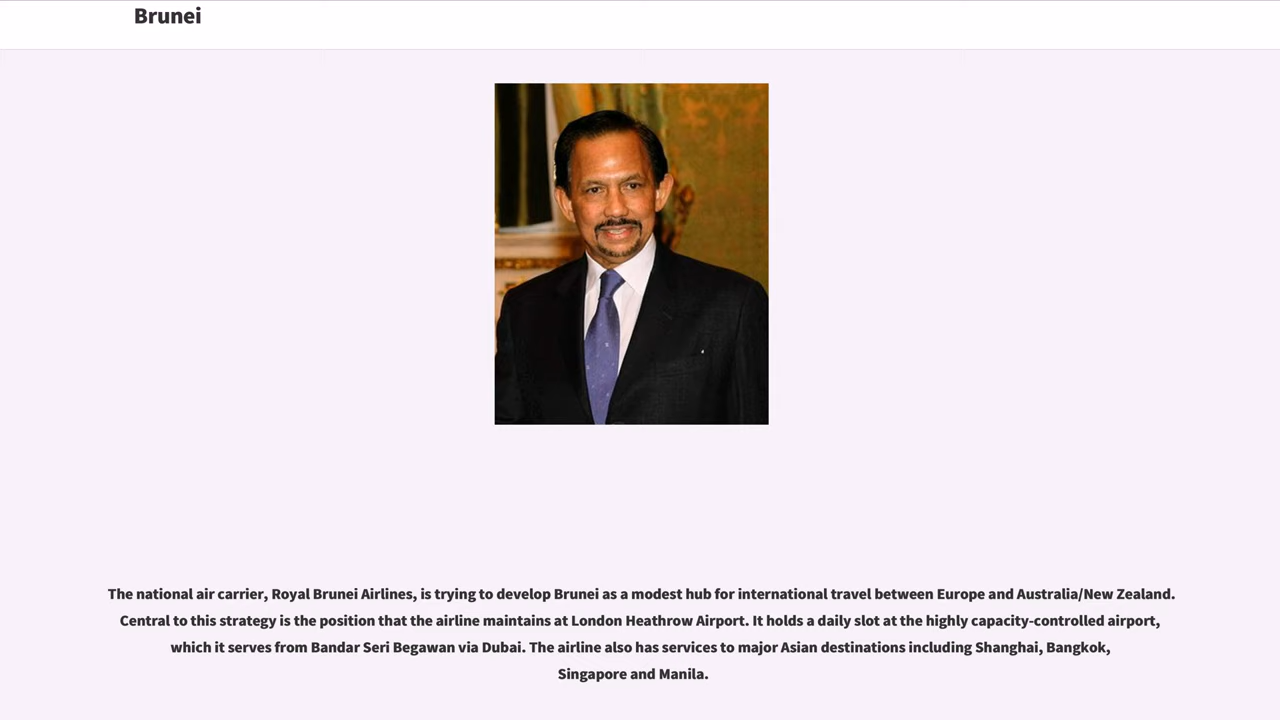 Brunei
The national air carrier, Royal Brunei Airlines, is trying to develop Brunei as a modest hub for international travel between Europe and Australia/New Zealand.
Central to this strategy is the position that the airline maintains at London Heathrow Airport. It holds a daily slot at the highly capacity-controlled airport,
which it serves from Bandar Seri Begawan via Dubai. The airline also has services to major Asian destinations including Shanghai, Bangkok,
Singapore and Manila.